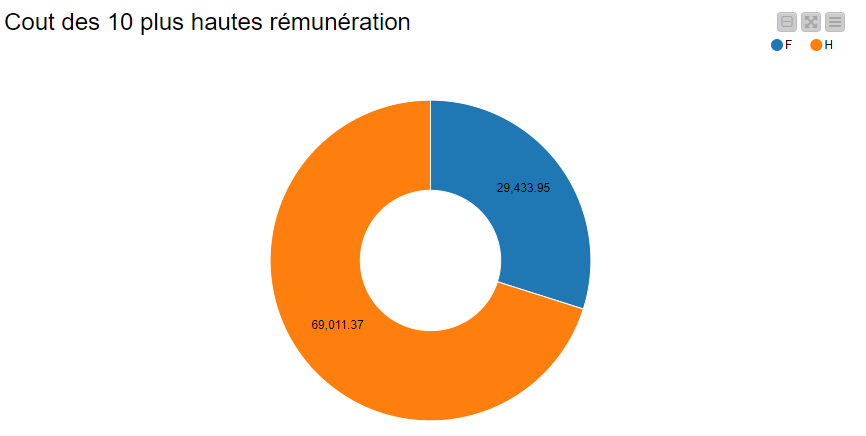 Cout des 10 plus hautes rémunération
F H
29,433.95
69,011.37